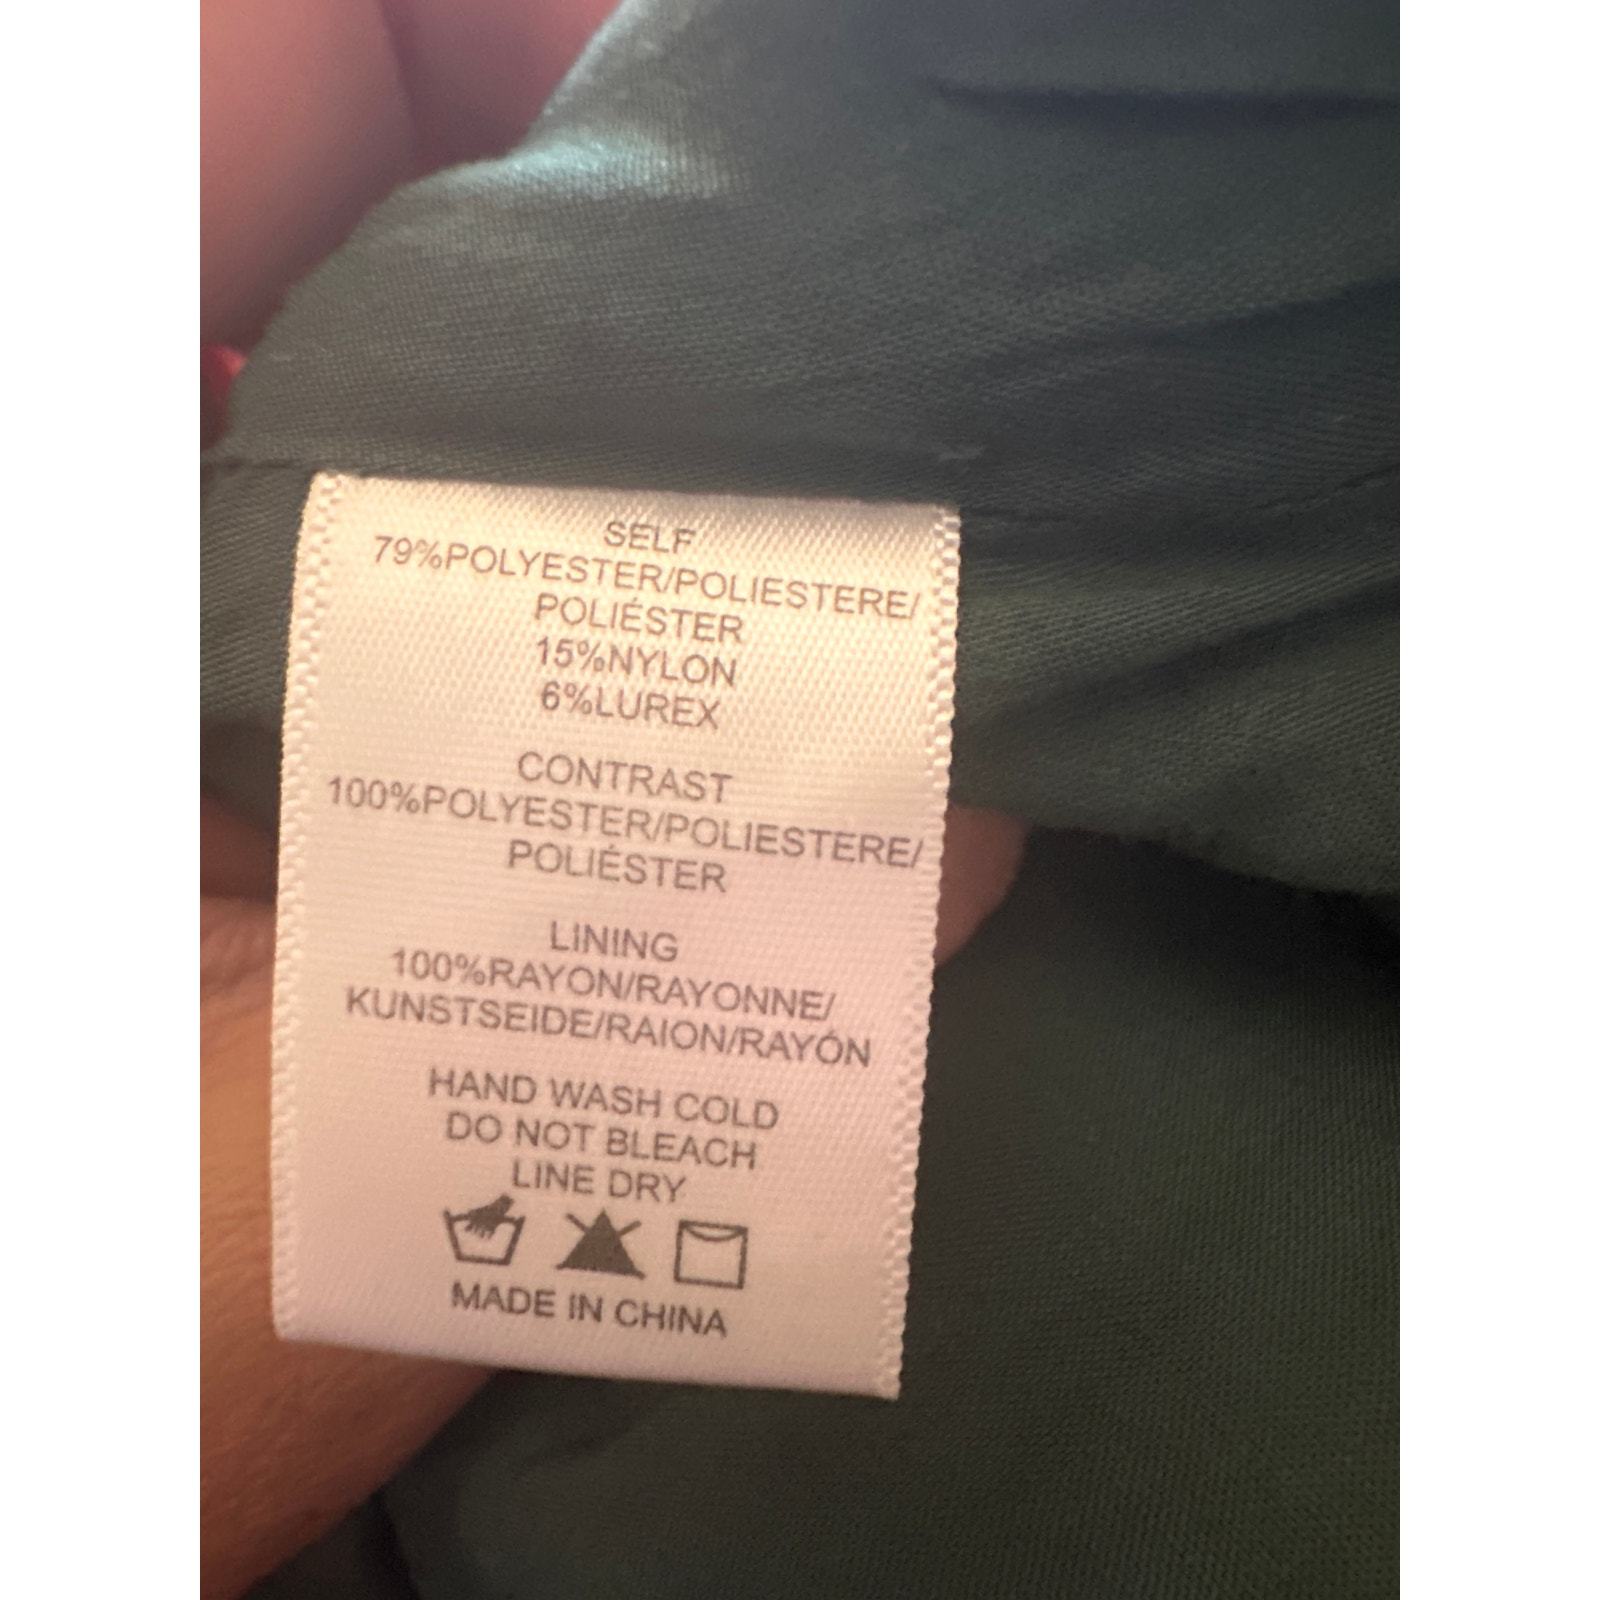 SELF
79%POLYESTER/POLIESTERE/
POLIÉSTER
15%NYLON
6%LUREX
CONTRAST
100%POLYESTER/POLIESTERE/
POLIÉSTER
LINING
100%RAYON/RAYONNE/
KUNSTSEIDE/RAION/RAYÓN
HAND WASH COLD
DO NOT BLEACH
LINE DRY
MADE IN CHINA